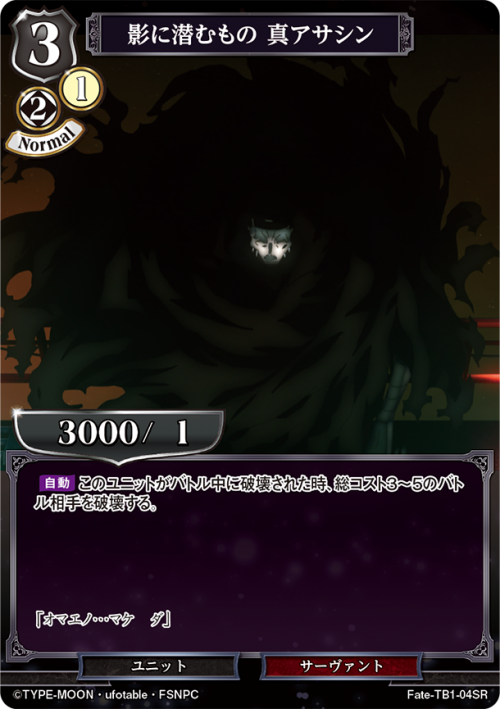 3
影に潜むもの 真アサシン
1
2
Normal
3000/ 1
自動 このユニットがバトル中に破壊された時、総コスト3～5のバト
ル相手を破壊する。
『オマエノ…マケ　ダ』
ユニット
サーヴァント
©TYPE-MOON・ufotable・FSNPC
Fate-TB1-04SR